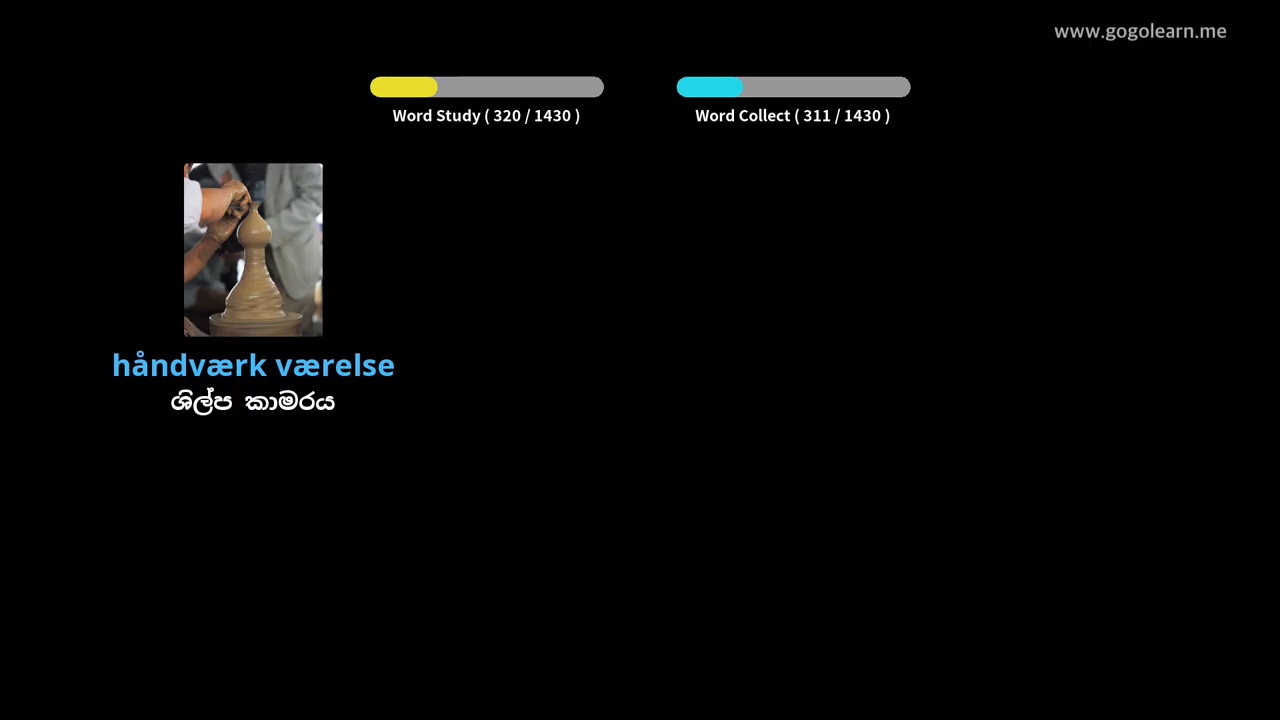 www.gogolearn.me
Word Study ( 320 / 1430 )
Word Collect ( 311 / 1430 )
håndværk værelse
ශිල්ප කාමරය